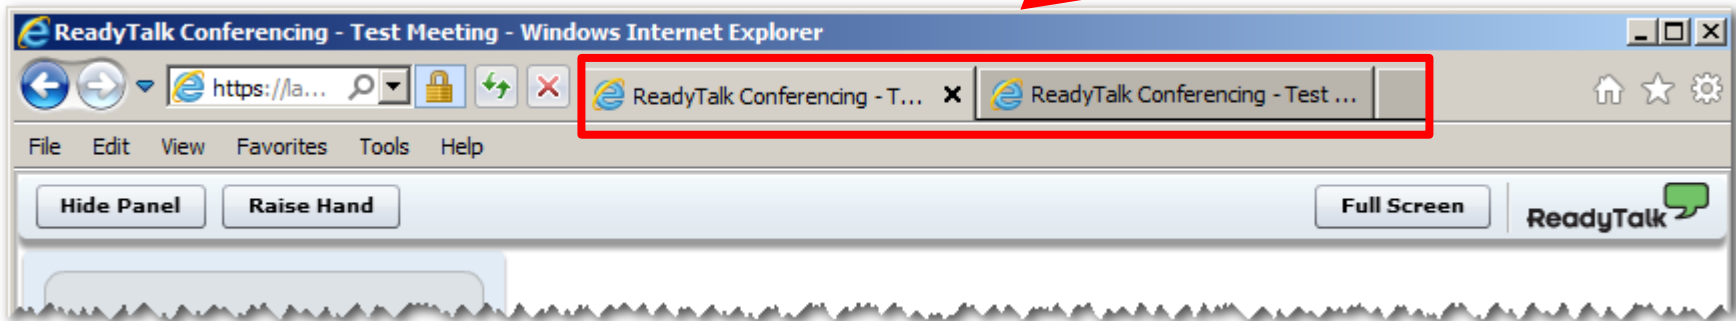 ReadyTalk Conferencing - Test Meeting - Windows Internet Explorer
https://la... ReadyTalk Conferencing - T... ReadyTalk Conferencing - Test ...
File Edit View Favorites Tools Help
Hide Panel Raise Hand Full Screen ReadyTalk